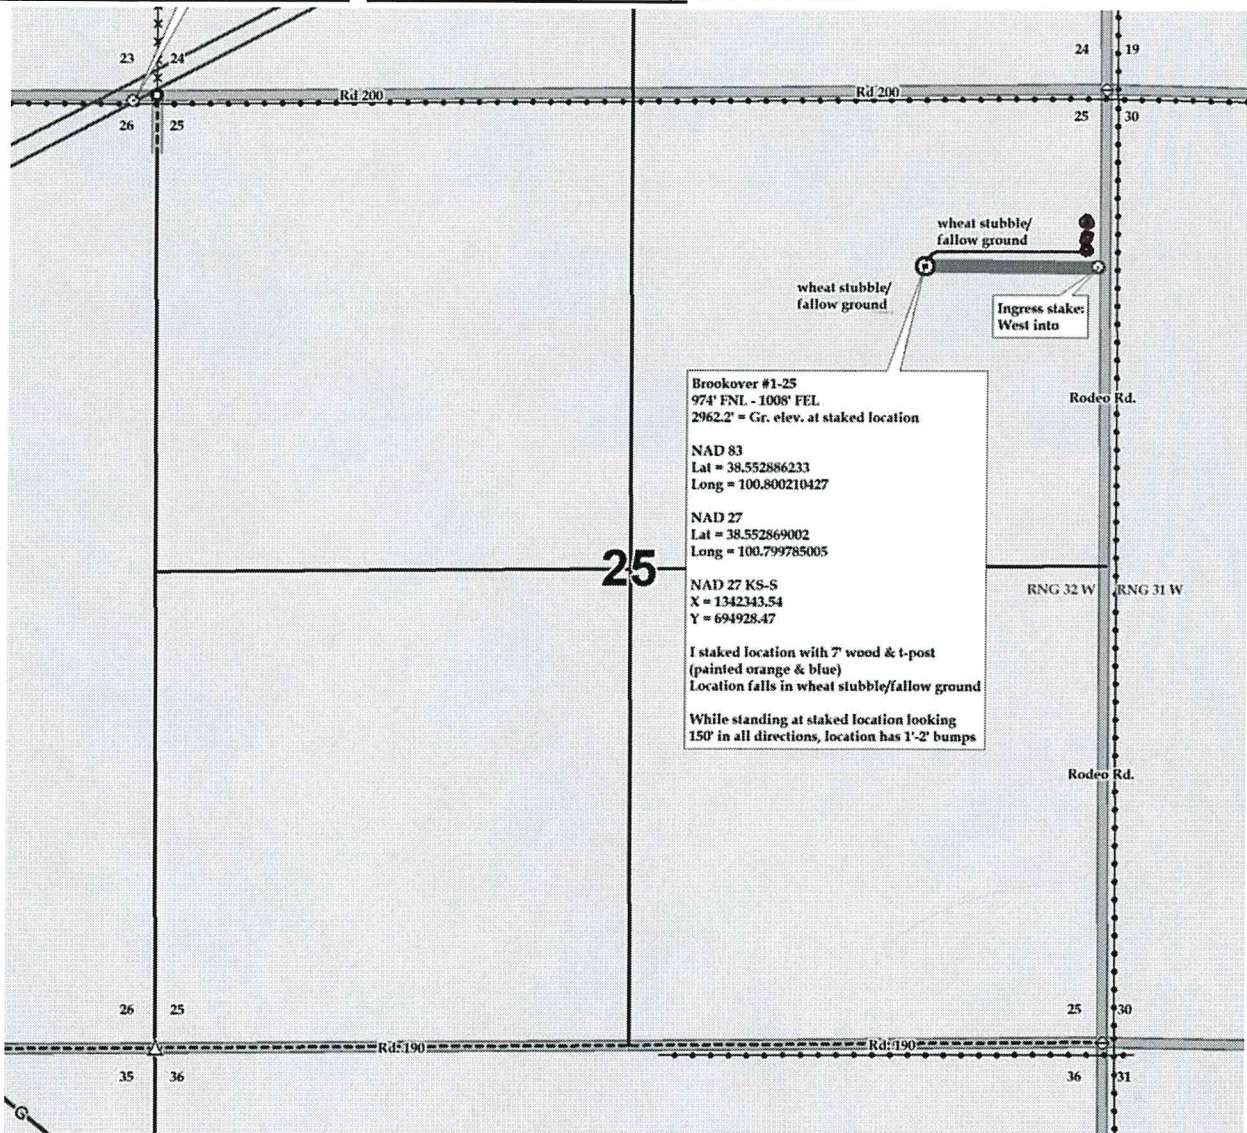 23 24
24 19
Rd 200
Rd 200
26 25
25 30
wheat stubble/
fallow ground
wheat stubble/
fallow ground
Ingress stake:
West into
Rodeo Rd.
Brookover #1-25
974' FNL - 1008' FEL
2962.2' = Gr. elev. at staked location
NAD 83
Lat = 38.552886233
Long = 100.800210427
NAD 27
Lat = 38.552869002
Long = 100.799785005
NAD 27 KS-S
X = 1342343.54
Y = 694928.47
I staked location with 7' wood & t-post
(painted orange & blue)
Location falls in wheat stubble/fallow ground
While standing at staked location looking
150' in all directions, location has 1'-2' bumps
25
RNG 32 W RNG 31 W
Rodeo Rd.
26 25
25 30
Rd. 190
Rd. 190
35 36
36 31
G